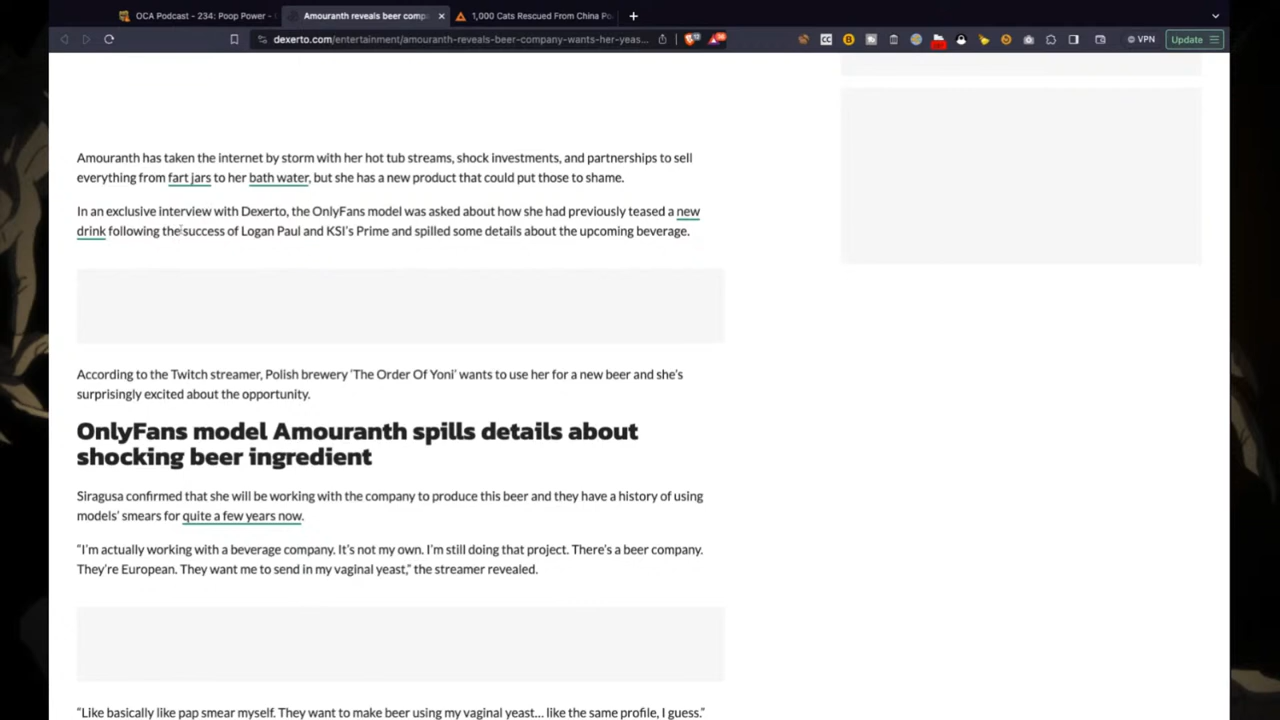 OCA Podcast - 234: Poop Power -
Amouranth reveals beer comp
1,000 Cats Rescued From China Po
dexerto.com/entertainment/amouranth-reveals-beer-company-wants-her-yeas...
VPN
Update
Amouranth has taken the internet by storm with her hot tub streams, shock investments, and partnerships to sell
everything from fart jars to her bath water, but she has a new product that could put those to shame.
In an exclusive interview with Dexerto, the OnlyFans model was asked about how she had previously teased a new
drink following the success of Logan Paul and KSI's Prime and spilled some details about the upcoming beverage.
According to the Twitch streamer, Polish brewery 'The Order Of Yoni' wants to use her for a new beer and she's
surprisingly excited about the opportunity.
OnlyFans model Amouranth spills details about
shocking beer ingredient
Siragusa confirmed that she will be working with the company to produce this beer and they have a history of using
models' smears for quite a few years now.
"I'm actually working with a beverage company. It's not my own. I'm still doing that project. There's a beer company.
They're European. They want me to send in my vaginal yeast," the streamer revealed.
"Like basically like pap smear myself. They want to make beer using my vaginal yeast... like the same profile, I guess."